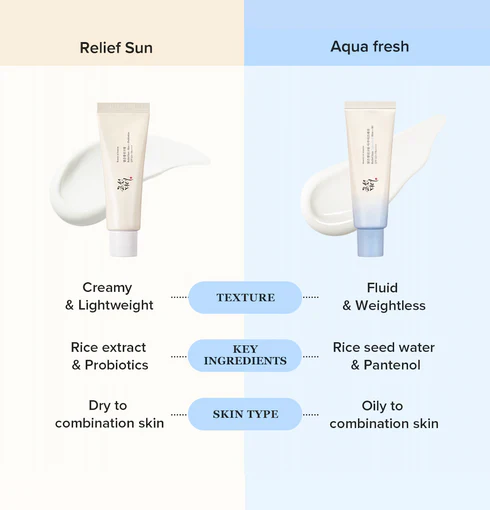 Relief Sun
Aqua fresh
Creamy
& Lightweight
TEXTURE
Fluid
& Weightless
Rice extract
& Probiotics
KEY
INGREDIENTS
Rice seed water
& Pantenol
Dry to
combination skin
SKIN TYPE
Oily to
combination skin